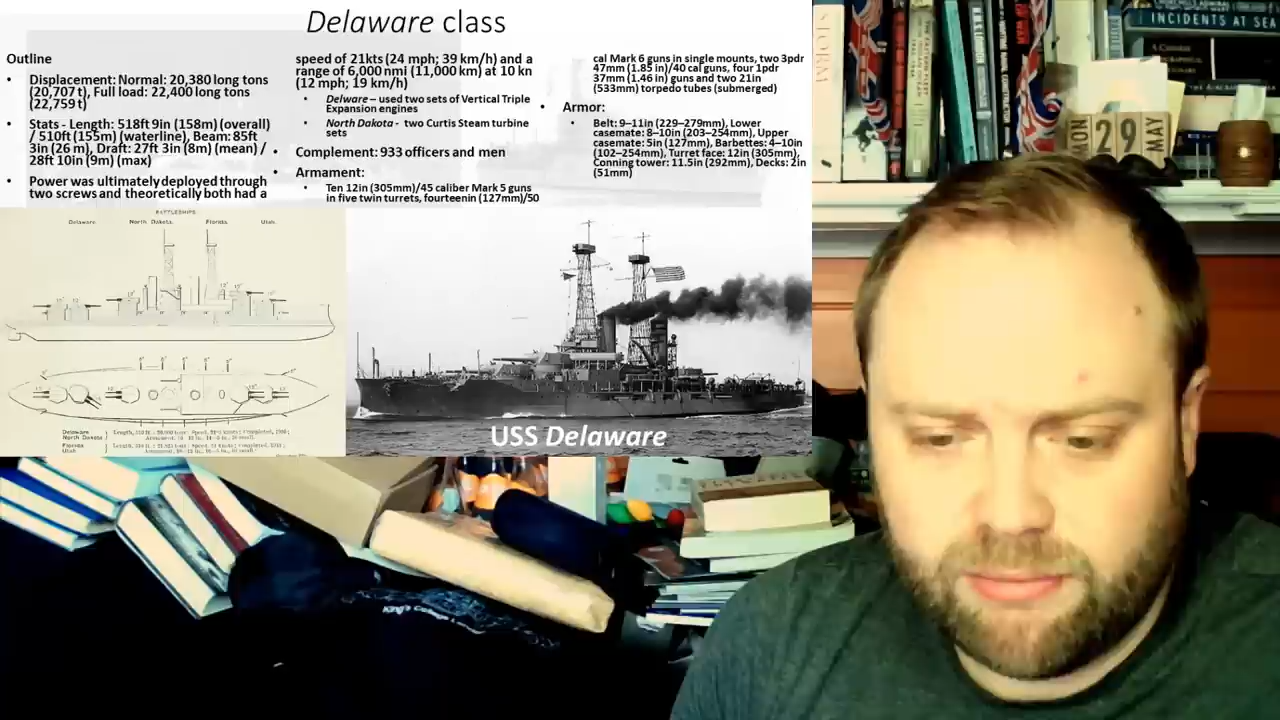 Delaware class
Outline
• Displacement: Normal: 20,380 long tons
(20,707 t), Full load: 22,400 long tons
(22,759 t)
• Stats - Length: 518ft 9in (158m) (overall)
/ 510ft (155m) (waterline), Beam: 85ft
3in (26 m), Draft: 27ft 3in (8m) (mean) /
28ft 10in (9m) (max)
• Power was ultimately deployed through
two screws and theoretically both had a
speed of 21kts (24 mph; 39 km/h) and a
range of 6,000 nmi (11,000 km) at 10 kn
(12 mph; 19 km/h)
• Delware – used two sets of Vertical Triple
Expansion engines
• North Dakota - two Curtis Steam turbine
sets
• Complement: 933 officers and men
• Armament:
• Ten 12in (305mm)/45 caliber Mark 5 guns
in five twin turrets, fourteenin (127mm)/50
cal Mark 6 guns in single mounts, two 3pdr
47mm (1.85 in)/40 cal guns, four 1pdr
37mm (1.46 in) guns and two 21in
(533mm) torpedo tubes (submerged)
• Armor:
• Belt: 9–11in (229–279mm), Lower
casemate: 8–10in (203–254mm), Upper
casemate: 5in (127mm), Barbettes: 4–10in
(102–254mm), Turret face: 12in (305mm),
Conning tower: 11.5in (292mm), Decks: 2in
(51mm)
BATTLESHIPS
Delaware. North Dakota. Florida. Utah.
Delaware
North Dakota
Florida
Utah
USS Delaware
STORM
INCIDENTS AT SEA
MON 29 MAY
King's